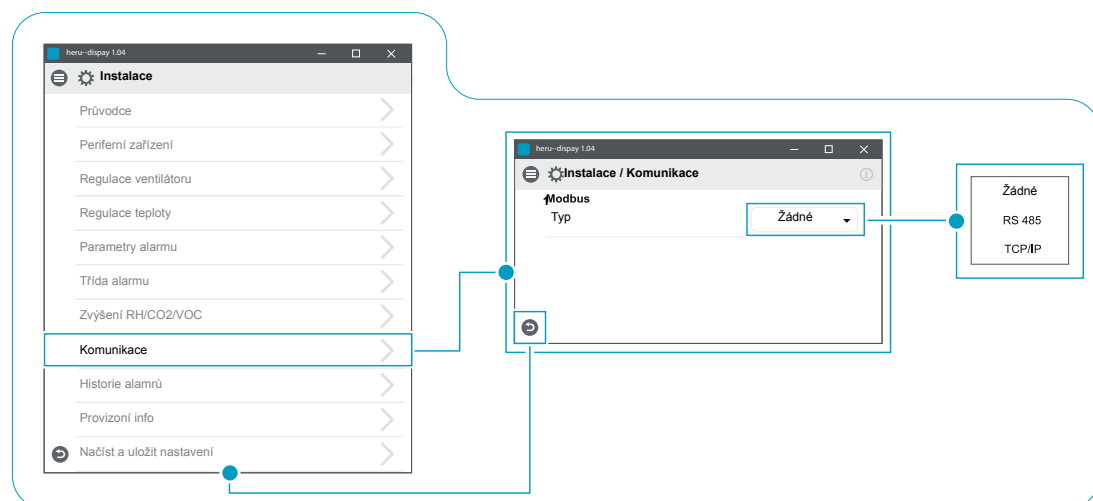 heru--dispay 1.04
Instalace
Průvodce
Periferní zařízení
Regulace ventilátoru
Regulace teploty
Parametry alarmu
Třída alarmu
Zvýšení RH/CO2/VOC
Komunikace
Historie alamrů
Provizoní info
Načíst a uložit nastavení
heru--dispay 1.04
Instalace / Komunikace
Modbus
Typ Žádné
Žádné
RS 485
TCP/IP